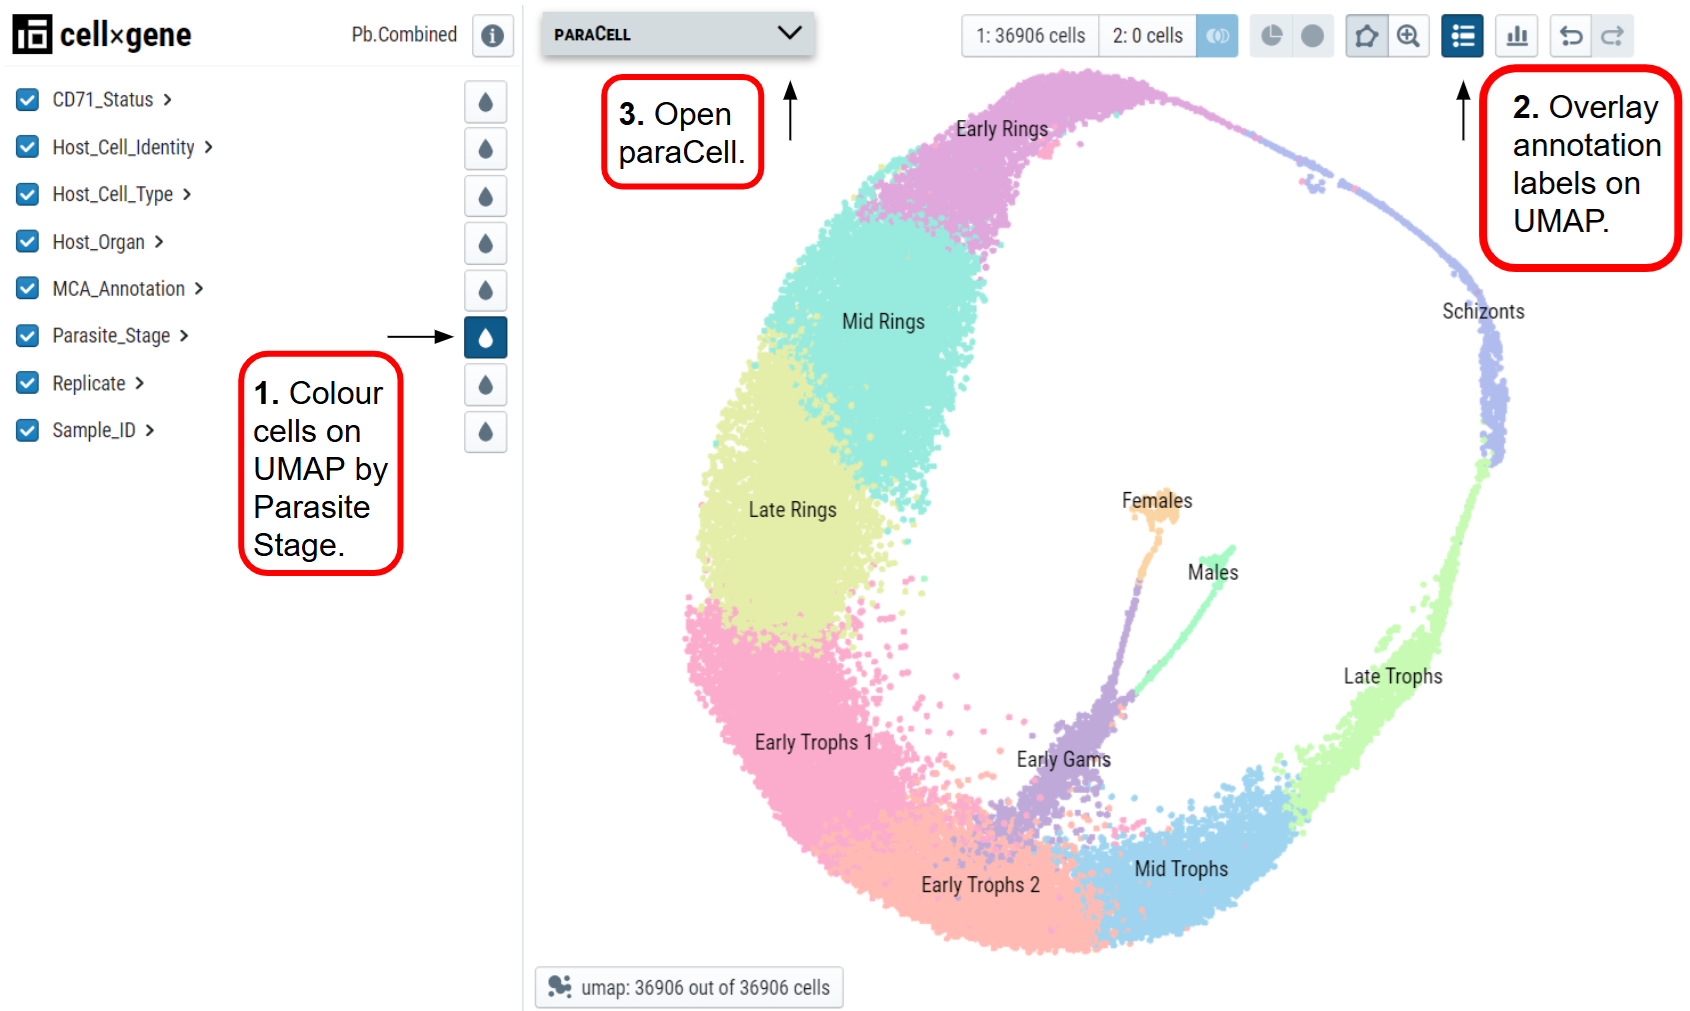 cell×gene
Pb.Combined
PARACELL
1: 36906 cells
2: 0 cells
CD71_Status
Host_Cell_Identity
Host_Cell_Type
Host_Organ
MCA_Annotation
Parasite_Stage
Replicate
Sample_ID
1. Colour
cells on
UMAP by
Parasite
Stage.
3. Open
paraCell.
2. Overlay
annotation
labels on
UMAP.
Early Rings
Mid Rings
Schizonts
Late Rings
Females
Males
Late Trophs
Early Trophs 1
Early Gams
Mid Trophs
Early Trophs 2
umap: 36906 out of 36906 cells